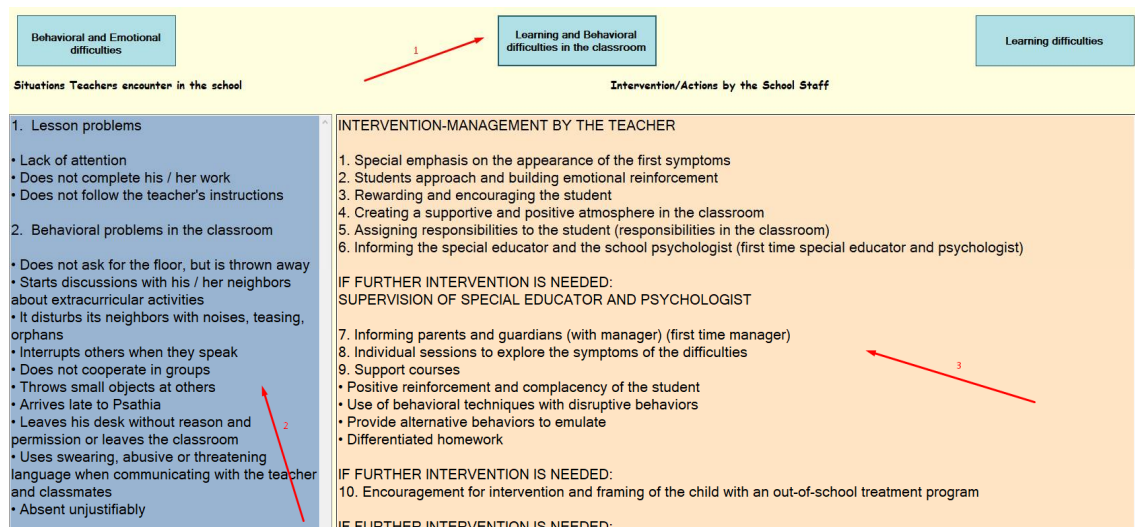 Behavioral and Emotional
difficulties
Learning and Behavioral
difficulties in the classroom
Learning difficulties
1
Situations Teachers encounter in the school
Intervention/Actions by the School Staff
1. Lesson problems
• Lack of attention
• Does not complete his / her work
• Does not follow the teacher's instructions
2. Behavioral problems in the classroom
• Does not ask for the floor, but is thrown away
• Starts discussions with his / her neighbors
about extracurricular activities
• It disturbs its neighbors with noises, teasing,
orphans
• Interrupts others when they speak
• Does not cooperate in groups
• Throws small objects at others
• Arrives late to Psathia
• Leaves his desk without reason and
permission or leaves the classroom
• Uses swearing, abusive or threatening
language when communicating with the teacher
and classmates
• Absent unjustifiably
2
INTERVENTION-MANAGEMENT BY THE TEACHER
1. Special emphasis on the appearance of the first symptoms
2. Students approach and building emotional reinforcement
3. Rewarding and encouraging the student
4. Creating a supportive and positive atmosphere in the classroom
5. Assigning responsibilities to the student (responsibilities in the classroom)
6. Informing the special educator and the school psychologist (first time special educator and psychologist)
IF FURTHER INTERVENTION IS NEEDED:
SUPERVISION OF SPECIAL EDUCATOR AND PSYCHOLOGIST
7. Informing parents and guardians (with manager) (first time manager)
8. Individual sessions to explore the symptoms of the difficulties
9. Support courses
• Positive reinforcement and complacency of the student
• Use of behavioral techniques with disruptive behaviors
• Provide alternative behaviors to emulate
• Differentiated homework
3
IF FURTHER INTERVENTION IS NEEDED:
10. Encouragement for intervention and framing of the child with an out-of-school treatment program
IF FURTHER INTERVENTION IS NEEDED: